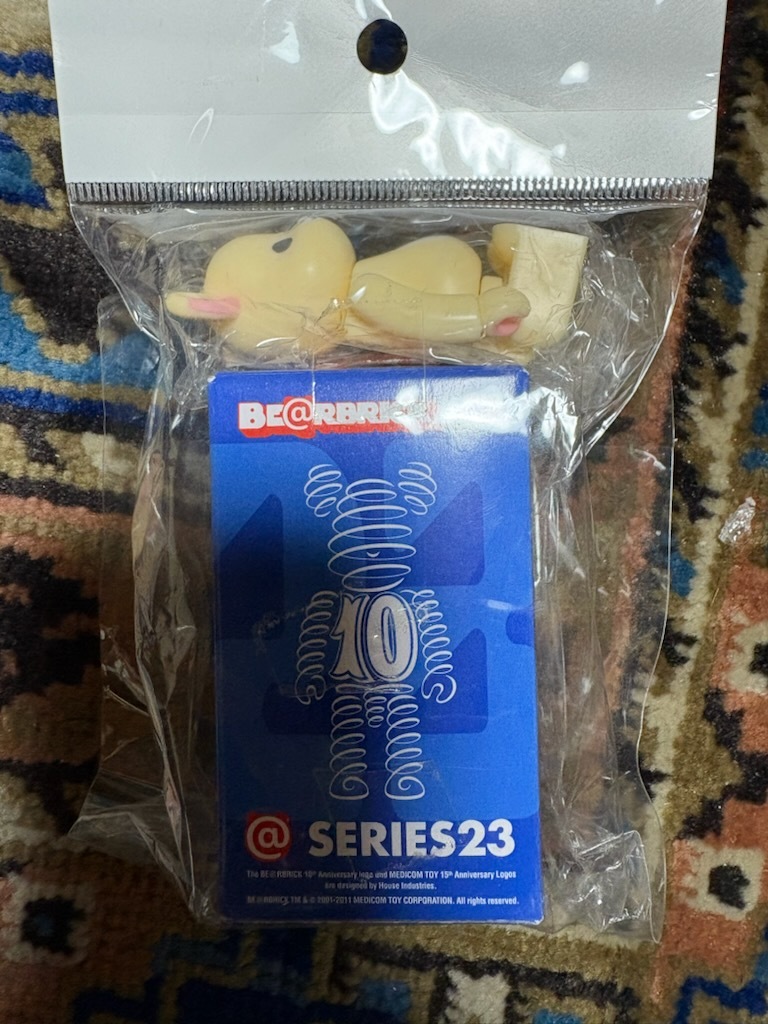 BE@RBRICK
10
@ SERIES23
The BE@RBRICK 10th Anniversary logo and MEDICOM TOY 15th Anniversary Logos
are designed by House Industries.
BE@RBRICK TM & © 2001-2011 MEDICOM TOY CORPORATION. All rights reserved.